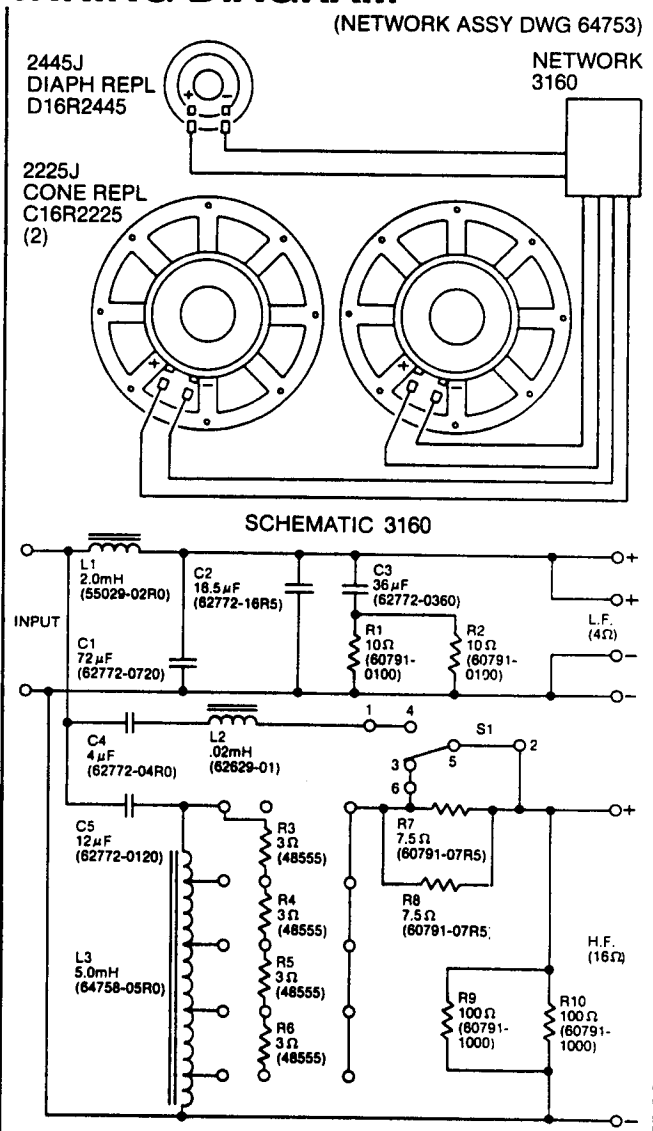 WIRING DIAGRAM
(NETWORK ASSY DWG 64753)
2445J
DIAPH REPL
D16R2445
NETWORK
3160
+ −
2225J
CONE REPL
C16R2225
(2)
+ −
+ −
SCHEMATIC 3160
INPUT
L1
2.0mH
(55029-02R0)
C1
72µF
(62772-0720)
C2
16.5µF
(62772-16R5)
C3
36µF
(62772-0360)
R1
10Ω
(60791-
0100)
R2
10Ω
(60791-
0100)
+
+
L.F.
(4Ω)
−
−
C4
4µF
(62772-04R0)
L2
.02mH
(62629-01)
1 4
S1
3 5 2
6
C5
12µF
(62772-0120)
L3
5.0mH
(64758-05R0)
R3
3Ω
(48555)
R4
3Ω
(48555)
R5
3Ω
(48555)
R6
3Ω
(48555)
R7
7.5Ω
(60791-07R5)
R8
7.5Ω
(60791-07R5)
R9
100Ω
(60791-
1000)
R10
100Ω
(60791-
1000)
+
H.F.
(16Ω)
−